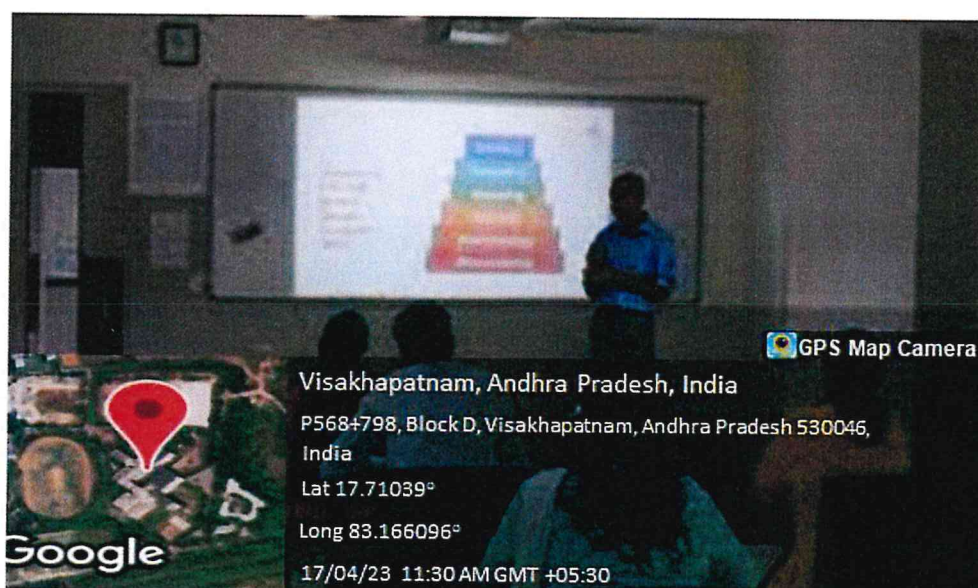 GPS Map Camera
Visakhapatnam, Andhra Pradesh, India
P568+798, Block D, Visakhapatnam, Andhra Pradesh 530046,
India
Lat 17.71039°
Long 83.166096°
17/04/23 11:30 AM GMT +05:30
Google